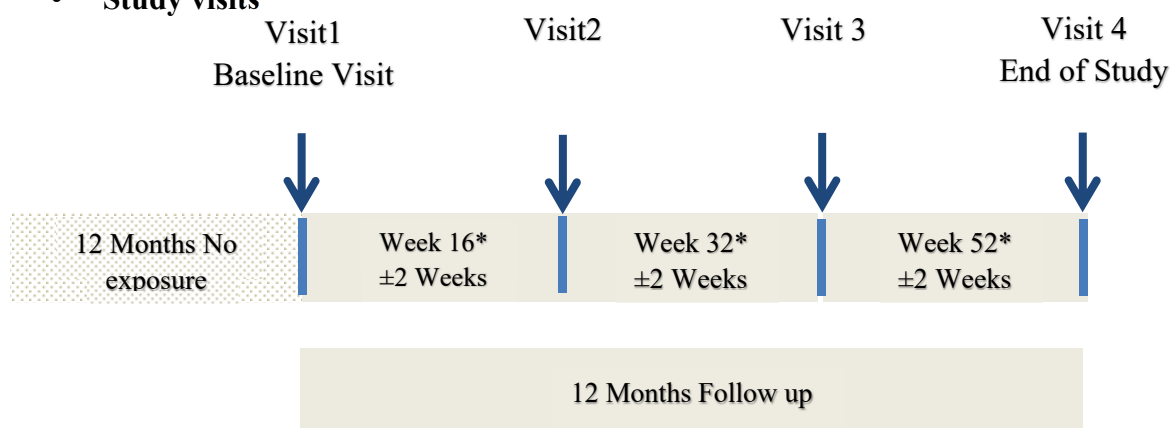 • Study visits
Visit1
Baseline Visit
Visit2
Visit 3
Visit 4
End of Study
12 Months No
exposure
Week 16*
±2 Weeks
Week 32*
±2 Weeks
Week 52*
±2 Weeks
12 Months Follow up